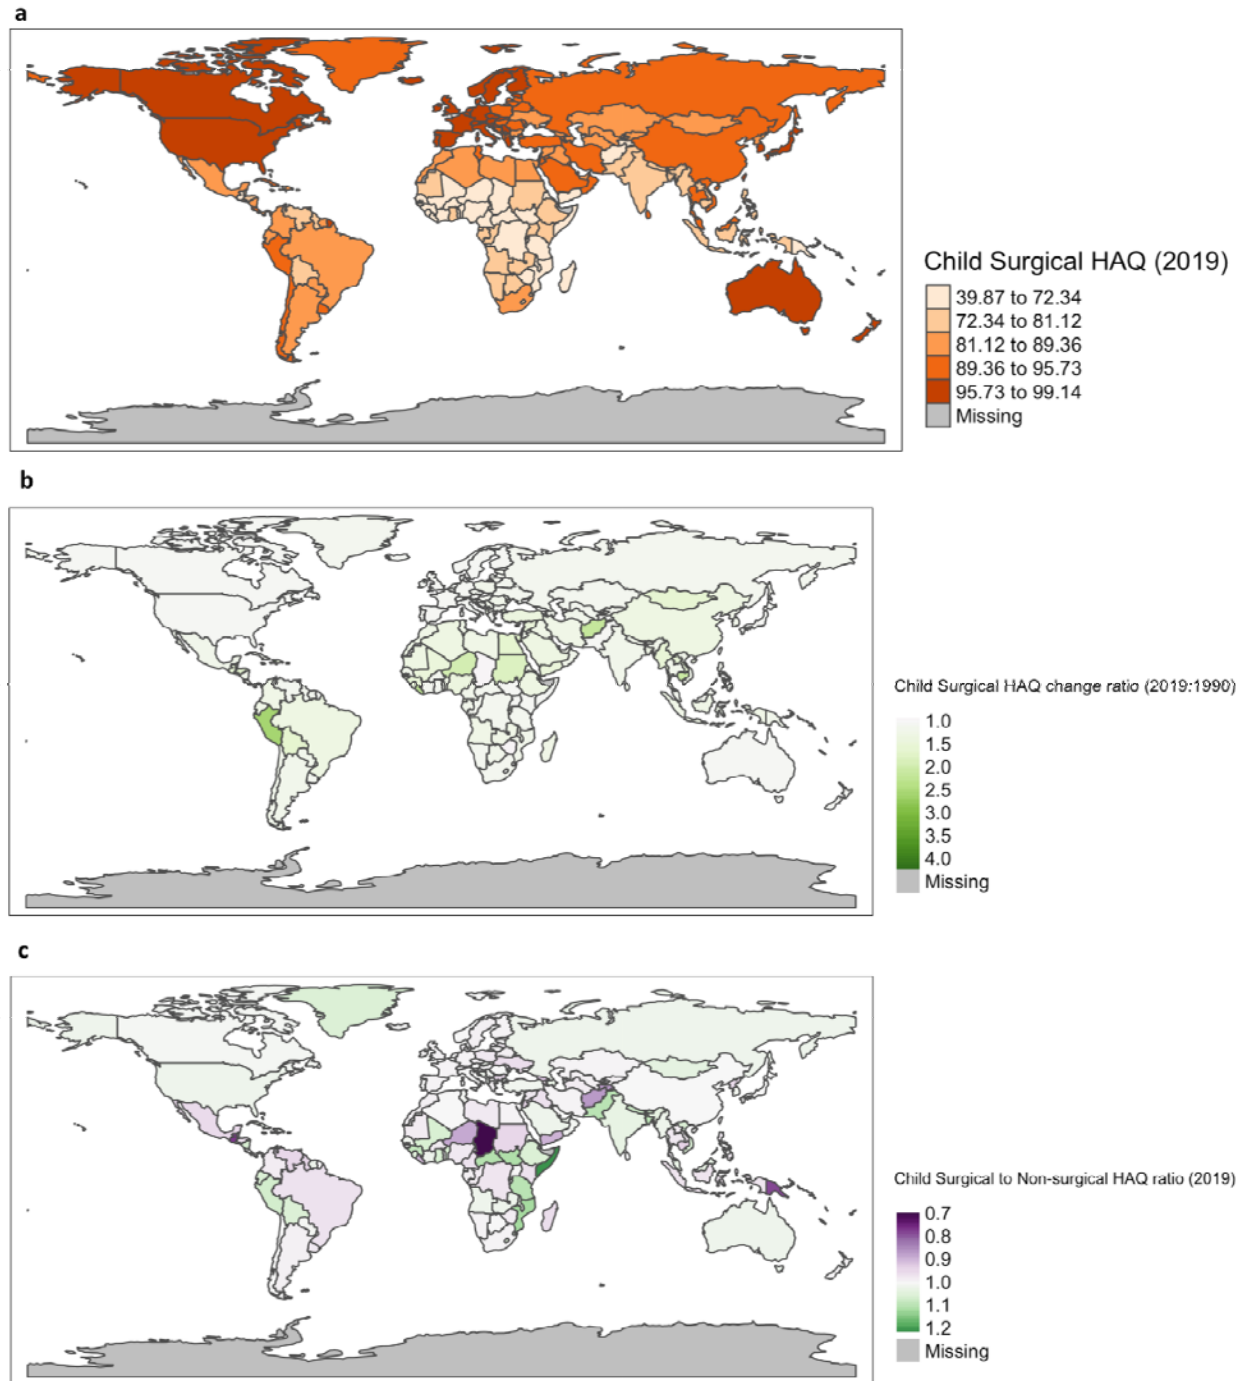 a
Child Surgical HAQ (2019)
39.87 to 72.34
72.34 to 81.12
81.12 to 89.36
89.36 to 95.73
95.73 to 99.14
Missing
b
Child Surgical HAQ change ratio (2019:1990)
1.0
1.5
2.0
2.5
3.0
3.5
4.0
Missing
c
Child Surgical to Non-surgical HAQ ratio (2019)
0.7
0.8
0.9
1.0
1.1
1.2
Missing